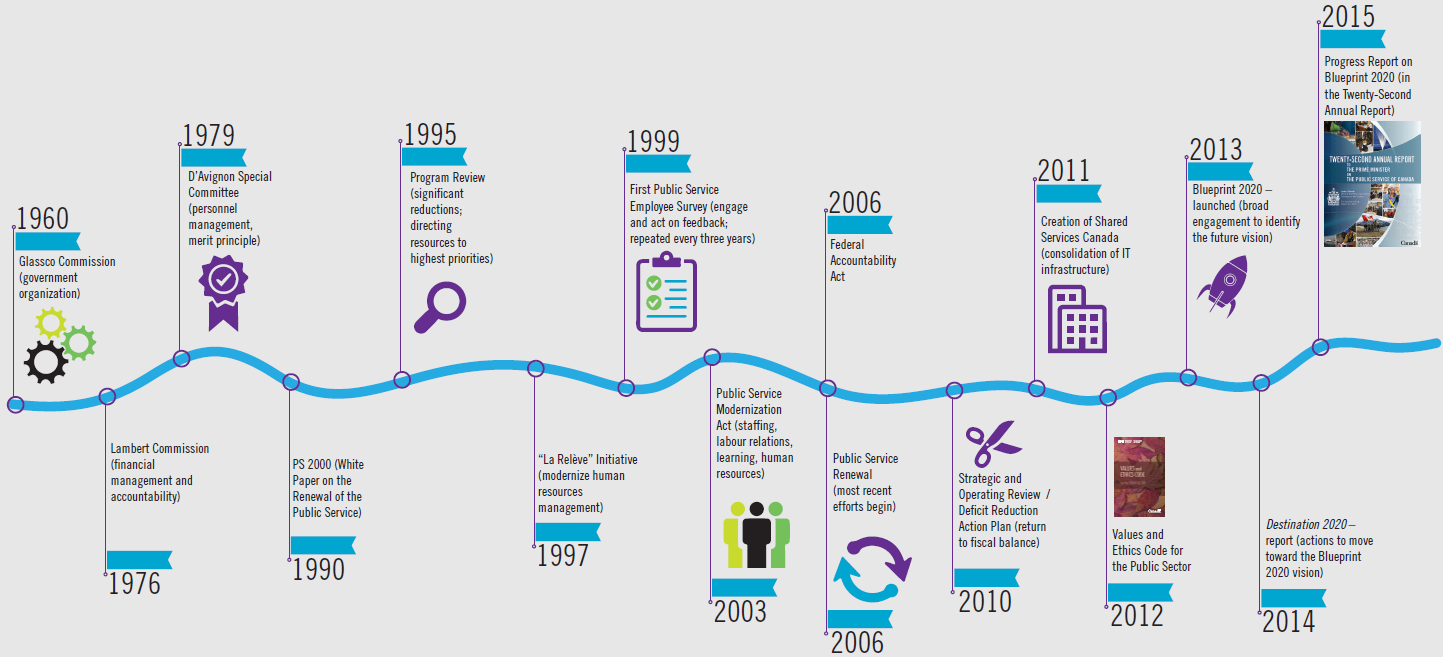 1960
Glassco Commission
(government
organization)
Lambert Commission
(financial
management and
accountability)
1976
1979
D’Avignon Special
Committee
(personnel
management,
merit principle)
PS 2000 (White
Paper on the
Renewal of the
Public Service)
1990
1995
Program Review
(significant
reductions;
directing
resources to
highest priorities)
“La Relève” Initiative
(modernize human
resources
management)
1997
1999
First Public Service
Employee Survey (engage
and act on feedback;
repeated every three years)
Public Service
Modernization
Act (staffing,
labour relations,
learning, human
resources)
2003
2006
Federal
Accountability
Act
Public Service
Renewal
(most recent
efforts begin)
2006
Strategic and
Operating Review /
Deficit Reduction
Action Plan (return
to fiscal balance)
2010
2011
Creation of Shared
Services Canada
(consolidation of IT
infrastructure)
VALUES AND
ETHICS CODE
Canada
Values and
Ethics Code for
the Public Sector
2012
2013
Blueprint 2020 –
launched (broad
engagement to identify
the future vision)
Destination 2020 –
report (actions to move
toward the Blueprint
2020 vision)
2014
2015
Progress Report on
Blueprint 2020 (in
the Twenty-Second
Annual Report)
TWENTY-SECOND ANNUAL REPORT
TO
THE PRIME MINISTER
ON
THE PUBLIC SERVICE OF CANADA
Canada